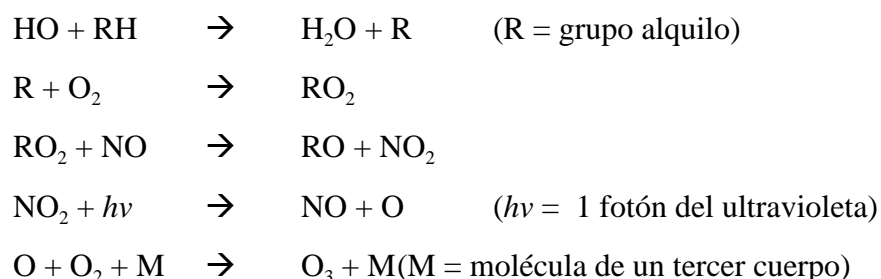 HO + RH → H₂O + R (R = grupo alquilo)
R + O₂ → RO₂
RO₂ + NO → RO + NO₂
NO₂ + hv → NO + O (hv = 1 fotón del ultravioleta)
O + O₂ + M → O₃ + M(M = molécula de un tercer cuerpo)